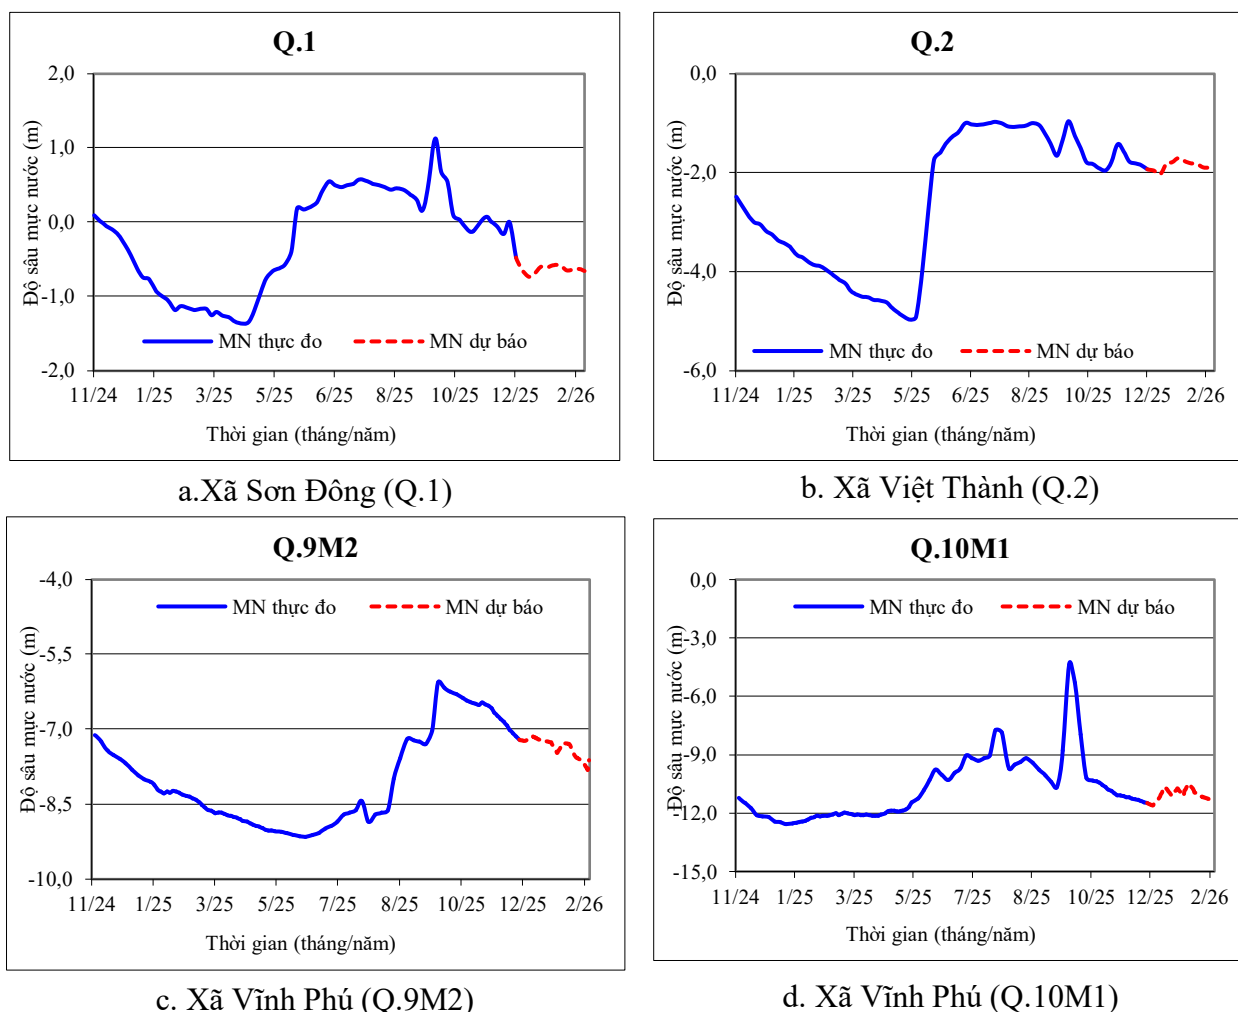 Q.1
Độ sâu mực nước (m)
2,0
1,0
0,0
-1,0
-2,0
MN thực đo
MN dự báo
11/24 1/25 3/25 5/25 6/25 8/25 10/25 12/25 2/26
Thời gian (tháng/năm)
a.Xã Sơn Đông (Q.1)
Q.2
Độ sâu mực nước (m)
0,0
-2,0
-4,0
-6,0
MN thực đo
MN dự báo
11/24 1/25 3/25 5/25 6/25 8/25 10/25 12/25 2/26
Thời gian (tháng/năm)
b. Xã Việt Thành (Q.2)
Q.9M2
Độ sâu mực nước (m)
-4,0
-5,5
-7,0
-8,5
-10,0
MN thực đo
MN dự báo
11/24 1/25 3/25 5/25 7/25 8/25 10/25 12/25 2/26
Thời gian (tháng/năm)
c. Xã Vĩnh Phú (Q.9M2)
Q.10M1
Độ sâu mực nước (m)
0,0
-3,0
-6,0
-9,0
-12,0
-15,0
MN thực đo
MN dự báo
11/24 1/25 3/25 5/25 7/25 8/25 10/25 12/25 2/26
Thời gian (tháng/năm)
d. Xã Vĩnh Phú (Q.10M1)